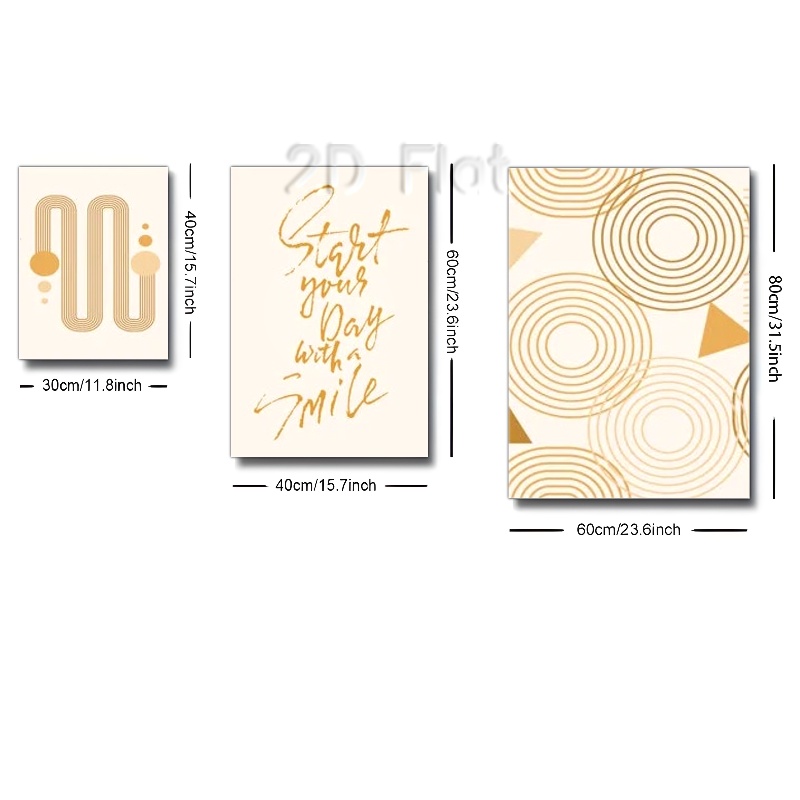 2D Flat
Start
your
Day
with a
Smile
40cm/15.7inch
30cm/11.8inch
60cm/23.6inch
40cm/15.7inch
80cm/31.5inch
60cm/23.6inch